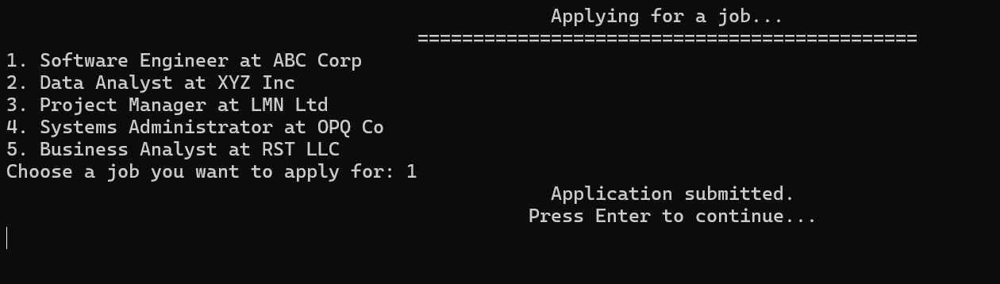 Applying for a job...
=============================================
1. Software Engineer at ABC Corp
2. Data Analyst at XYZ Inc
3. Project Manager at LMN Ltd
4. Systems Administrator at OPQ Co
5. Business Analyst at RST LLC
Choose a job you want to apply for: 1
Application submitted.
Press Enter to continue...